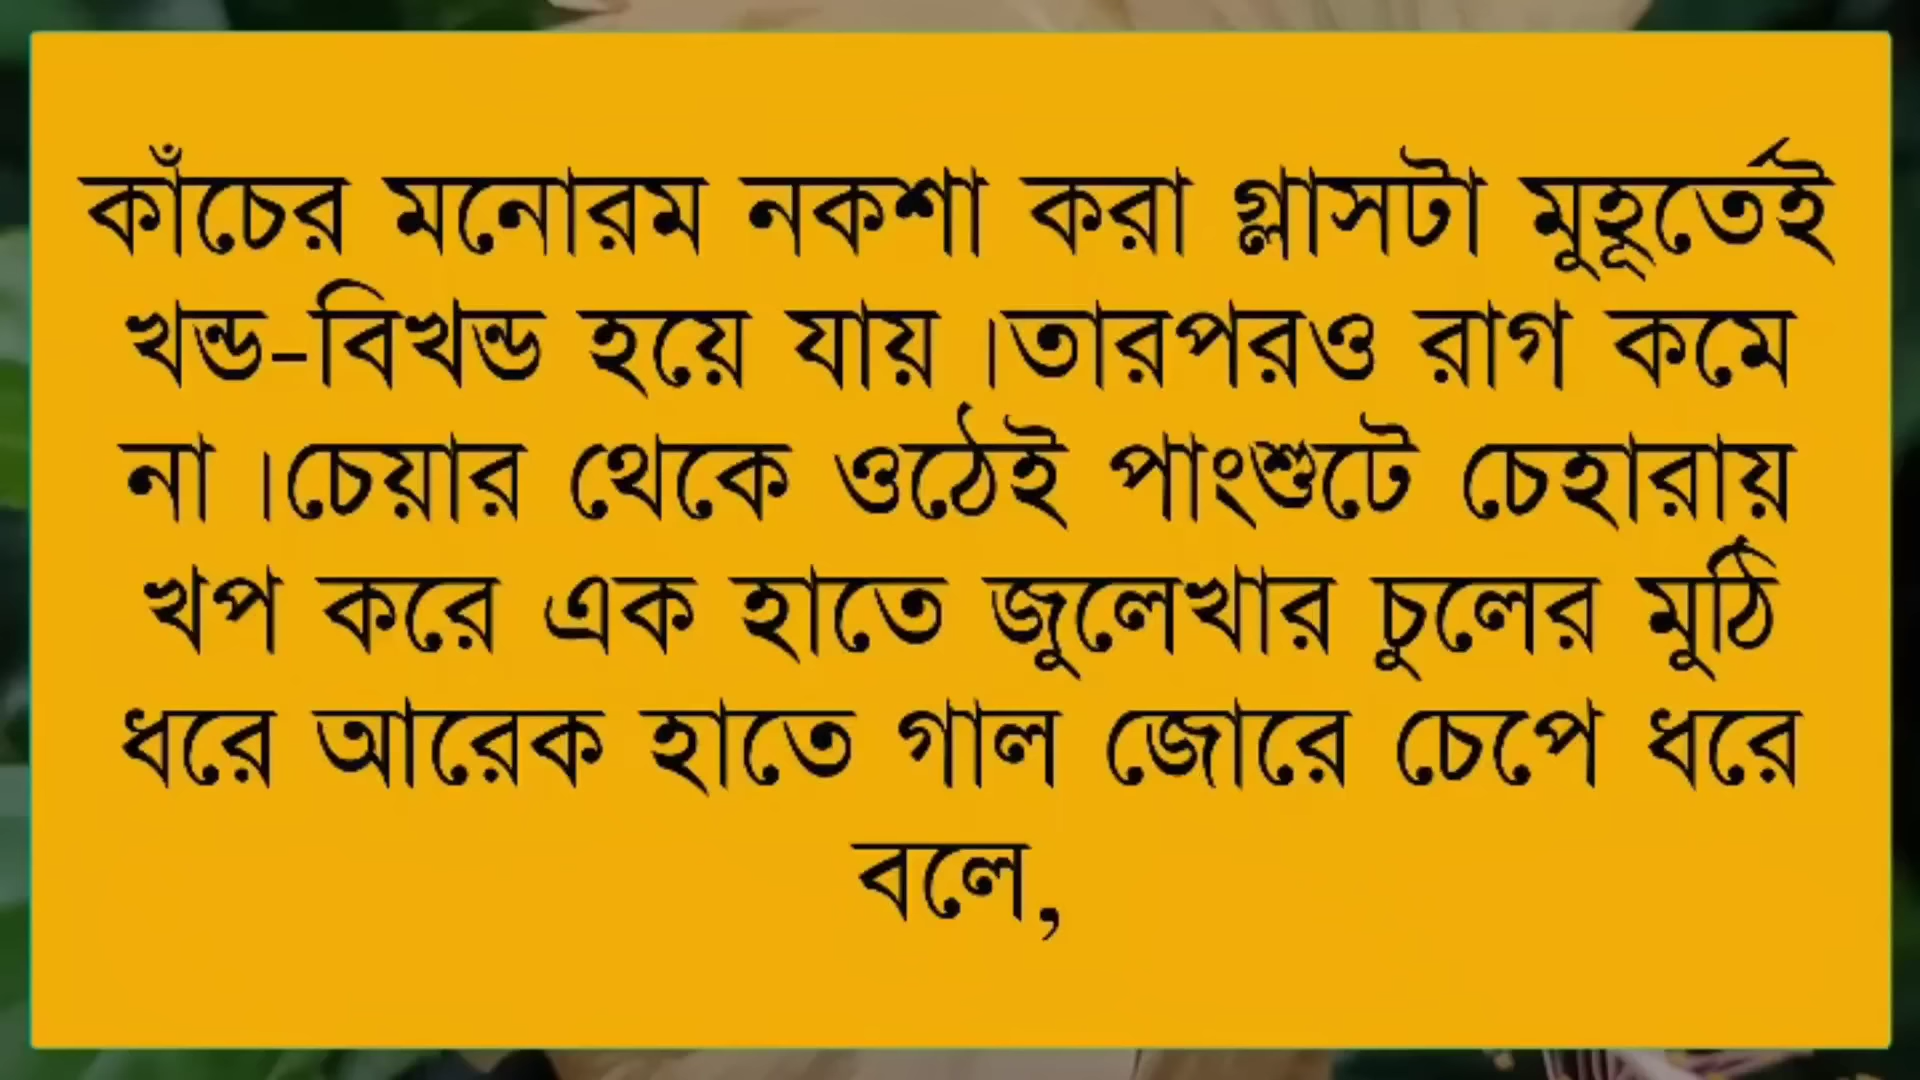 কাঁচের মনোরম নকশা করা গ্লাসটা মুহূর্তেই
খন্ড-বিখন্ড হয়ে যায় ।তারপরও রাগ কমে
না ।চেয়ার থেকে ওঠেই পাংশুটে চেহারায়
খপ করে এক হাতে জুলেখার চুলের মুঠি
ধরে আরেক হাতে গাল জোরে চেপে ধরে
বলে,